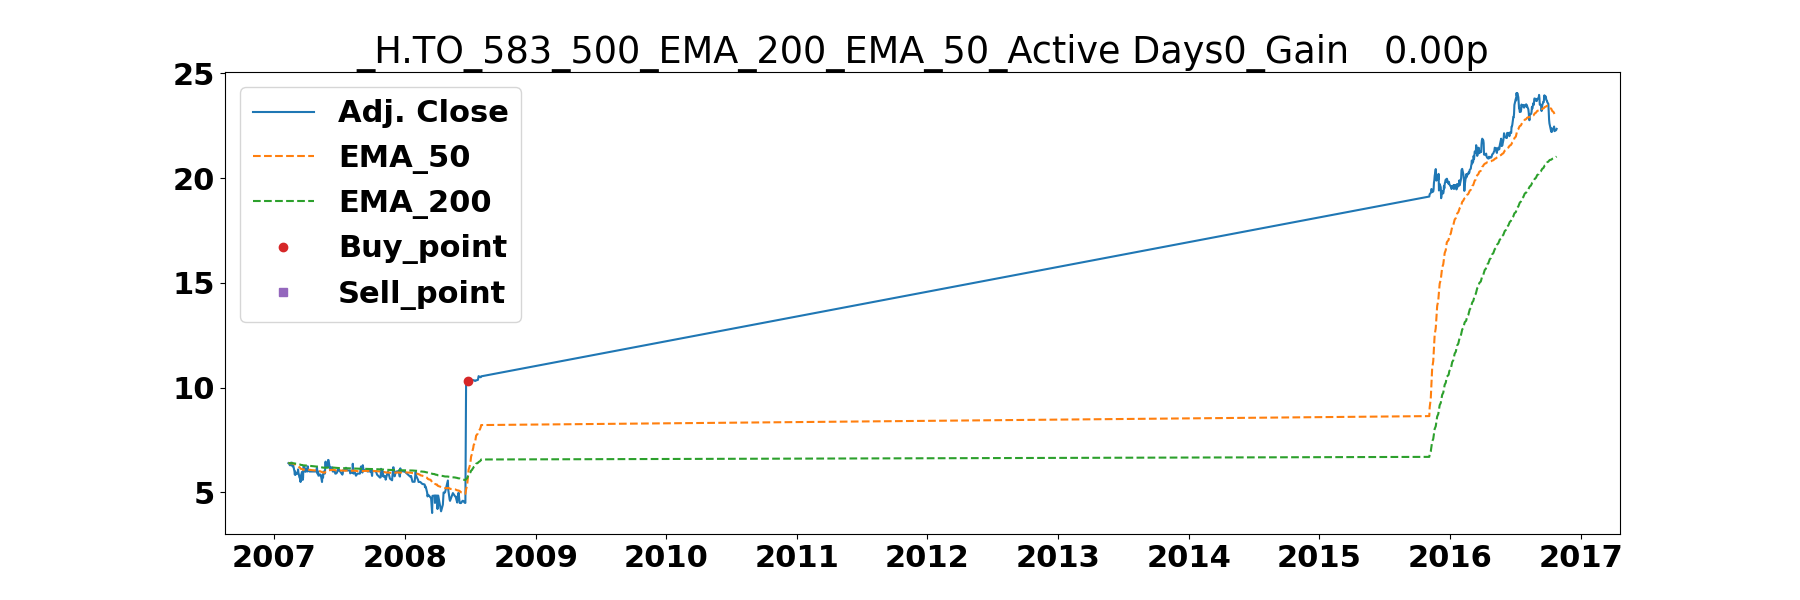 _H.TO_583_500_EMA_200_EMA_50_Active Days0_Gain   0.00p
25
20
15
10
5
Adj. Close
EMA_50
EMA_200
Buy_point
Sell_point
2007 2008 2009 2010 2011 2012 2013 2014 2015 2016 2017